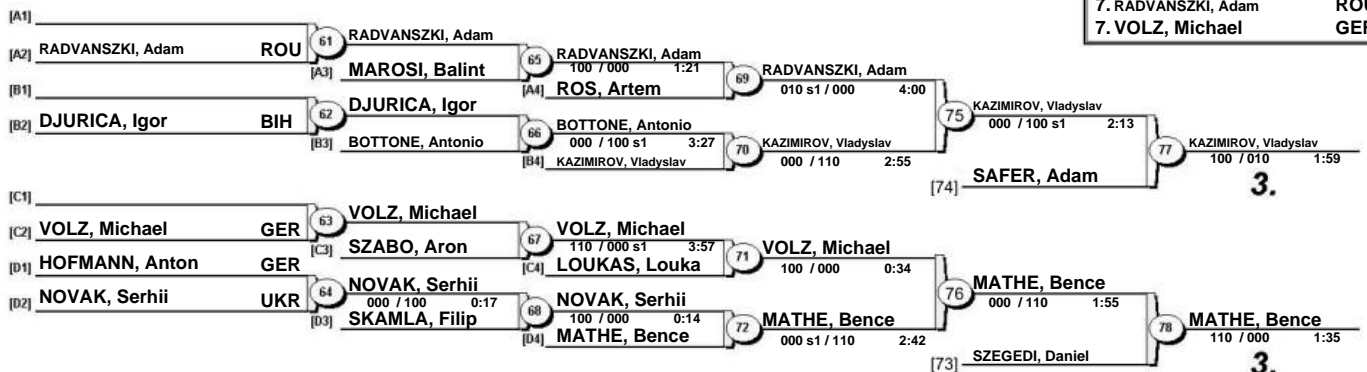 7. RADVANSZKI, Adam
7. VOLZ, Michael
[A1]
[A2] RADVANSZKI, Adam ROU
61
RADVANSZKI, Adam
[A3] MAROSI, Balint
65
RADVANSZKI, Adam
100 / 000 1:21
[A4] ROS, Artem
69
RADVANSZKI, Adam
010 s1 / 000 4:00
[B1]
[B2] DJURICA, Igor BIH
62
DJURICA, Igor
[B3] BOTTONE, Antonio
66
BOTTONE, Antonio
000 / 100 s1 3:27
[B4] KAZIMIROV, Vladyslav
70
KAZIMIROV, Vladyslav
000 / 110 2:55
75
KAZIMIROV, Vladyslav
000 / 100 s1 2:13
[74] SAFER, Adam
77
KAZIMIROV, Vladyslav
100 / 010 1:59
3.
[C1]
[C2] VOLZ, Michael GER
63
VOLZ, Michael
[C3] SZABO, Aron
67
VOLZ, Michael
110 / 000 s1 3:57
[C4] LOUKAS, Louka
71
VOLZ, Michael
100 / 000 0:34
[D1] HOFMANN, Anton GER
[D2] NOVAK, Serhii UKR
64
NOVAK, Serhii
000 / 100 0:17
[D3] SKAMLA, Filip
68
NOVAK, Serhii
100 / 000 0:14
[D4] MATHE, Bence
72
MATHE, Bence
000 s1 / 110 2:42
76
MATHE, Bence
000 / 110 1:55
[73] SZEGEDI, Daniel
78
MATHE, Bence
110 / 000 1:35
3.